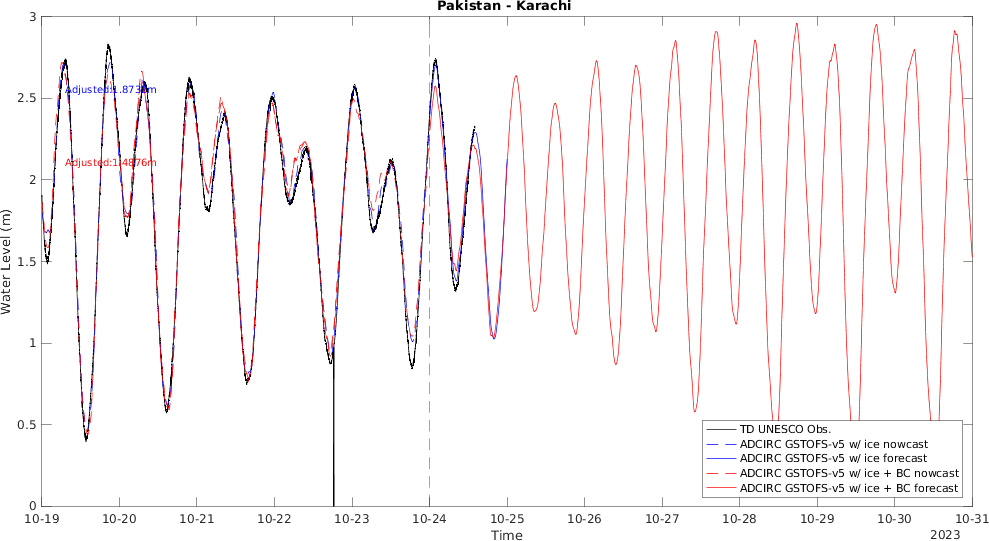 Pakistan - Karachi
3
2.5
2
1.5
1
0.5
0
Water Level (m)
Adjusted:1.4876m
10-19
10-20
10-21
10-22
10-23
10-24
10-25
10-26
10-27
10-28
10-29
10-30
10-31
Time
2023
TD UNESCO Obs.
ADCIRC GSTOFS-v5 w/ ice nowcast
ADCIRC GSTOFS-v5 w/ ice forecast
ADCIRC GSTOFS-v5 w/ ice + BC nowcast
ADCIRC GSTOFS-v5 w/ ice + BC forecast